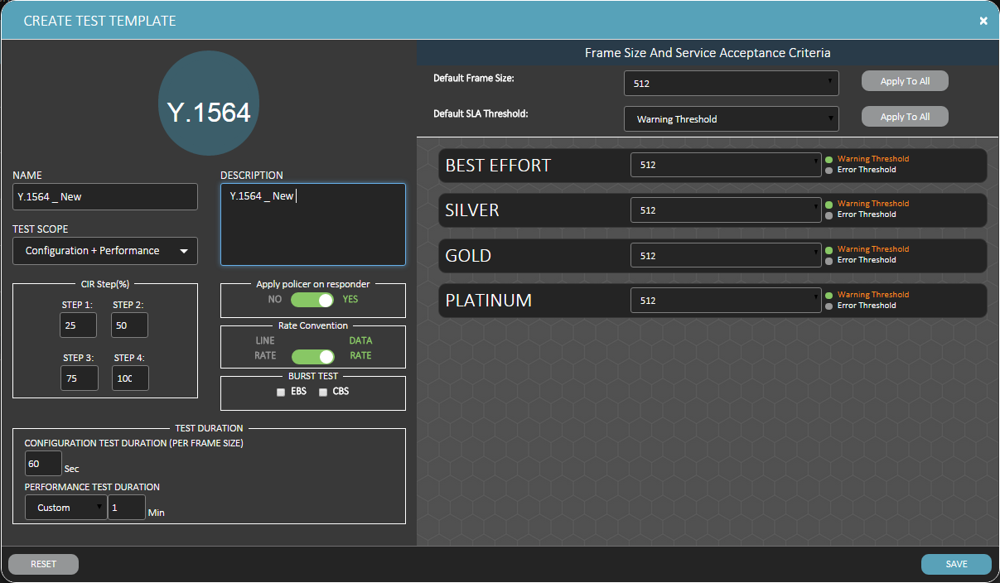 CREATE TEST TEMPLATE
×
Y.1564
NAME
Y.1564 _ New
DESCRIPTION
Y.1564 _ New
TEST SCOPE
Configuration + Performance
CIR Step(%)
STEP 1: STEP 2:
25 50
STEP 3: STEP 4:
75 100
Apply policer on responder
NO YES
Rate Convention
LINE RATE DATA RATE
BURST TEST
EBS CBS
TEST DURATION
CONFIGURATION TEST DURATION (PER FRAME SIZE)
60 Sec
PERFORMANCE TEST DURATION
Custom 1 Min
Frame Size And Service Acceptance Criteria
Default Frame Size: 512 Apply To All
Default SLA Threshold: Warning Threshold Apply To All
BEST EFFORT 512 Warning Threshold
Error Threshold
SILVER 512 Warning Threshold
Error Threshold
GOLD 512 Warning Threshold
Error Threshold
PLATINUM 512 Warning Threshold
Error Threshold
RESET SAVE